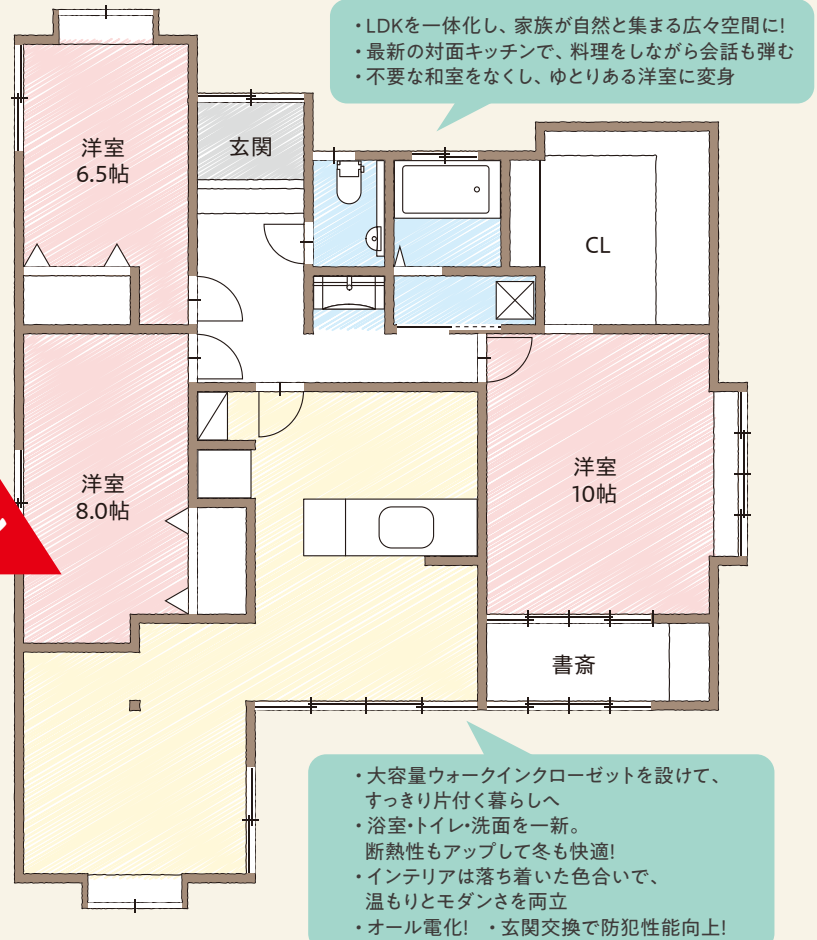 ・LDKを一体化し、家族が自然と集まる広々空間に!
・最新の対面キッチンで、料理をしながら会話も弾む
・不要な和室をなくし、ゆとりある洋室に変身
洋室
6.5帖
玄関
CL
洋室
8.0帖
洋室
10帖
書斎
・大容量ウォークインクローゼットを設けて、
すっきり片付く暮らしへ
・浴室・トイレ・洗面を一新。
断熱性もアップして冬も快適!
・インテリアは落ち着いた色合いで、
温もりとモダンさを両立
・オール電化! ・玄関交換で防犯性能向上!